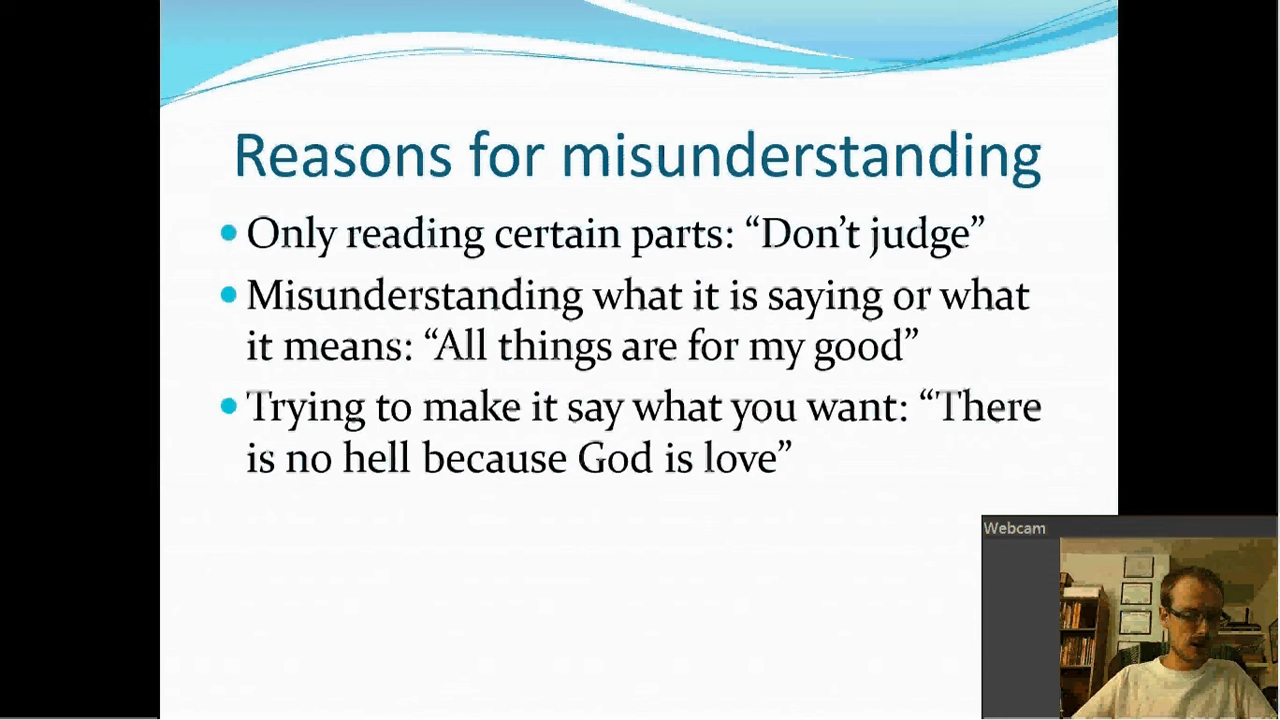 Reasons for misunderstanding
Only reading certain parts: “Don’t judge”
Misunderstanding what it is saying or what
it means: “All things are for my good”
Trying to make it say what you want: “There
is no hell because God is love”
Webcam